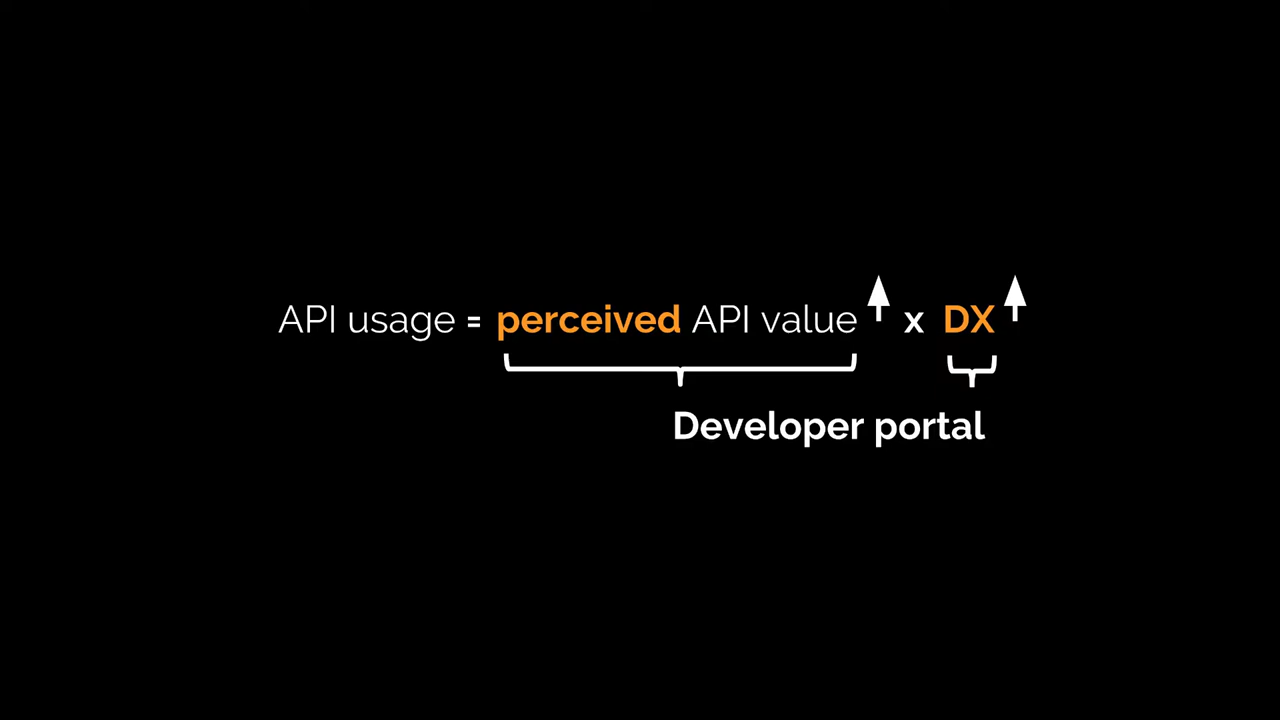 API usage = perceived API value x DX
Developer portal